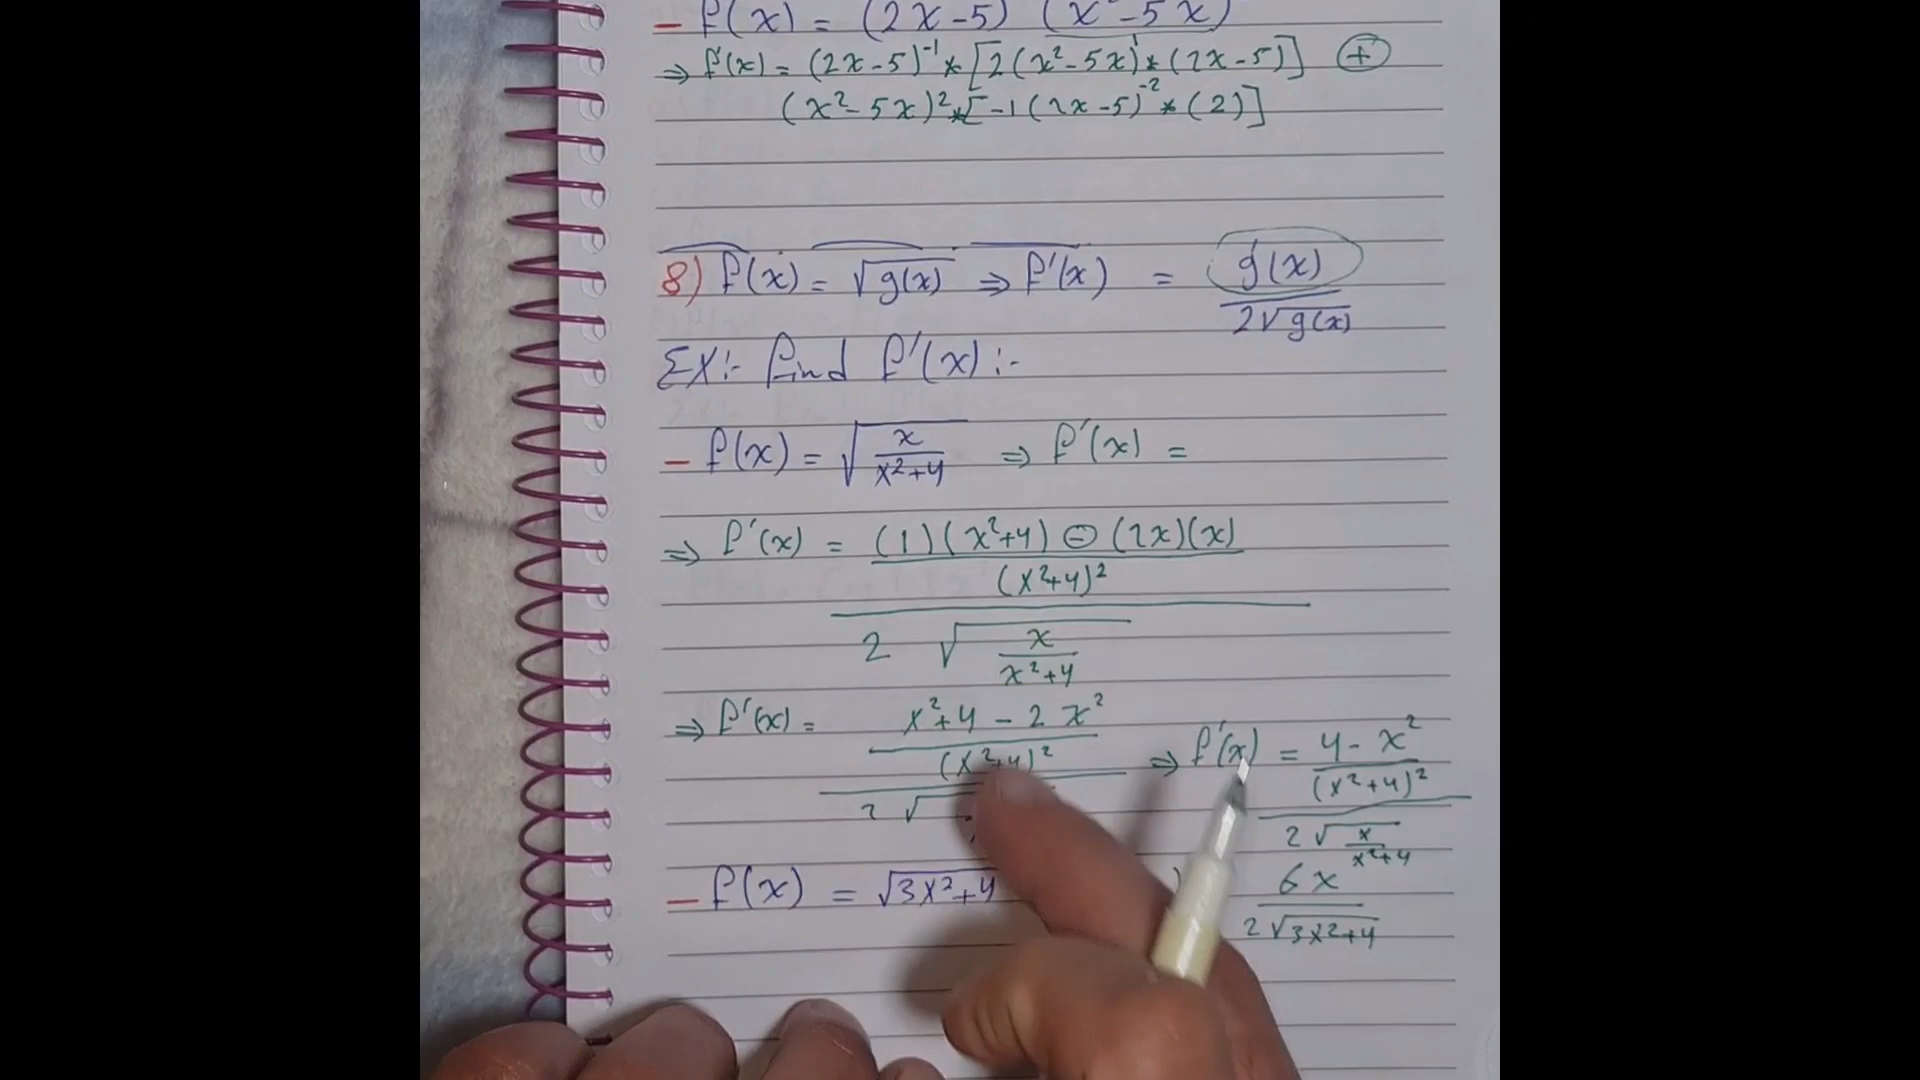 - f(x) = (2x-5) (x²-5x)
⇒ f'(x) = (2x-5)⁻¹ * [2(x²-5x)¹ * (2x-5)] ⊕
(x²-5x)² * [-1(2x-5)⁻² * (2)]
8) f(x) = √g(x) ⇒ f'(x) = g'(x) / 2√g(x)
EX:- find f'(x) :-
- f(x) = √(x / x²+4) ⇒ f'(x) =
⇒ f'(x) = (1)(x²+4) ⊖ (2x)(x)
(x²+4)²
2 √(x / x²+4)
⇒ f'(x) = x²+4 - 2x²
(x²+4)²
2 √
⇒ f'(x) = 4 - x²
(x²+4)²
2 √(x / x²+4)
- f(x) = √3x²+4
6x
2√3x²+4